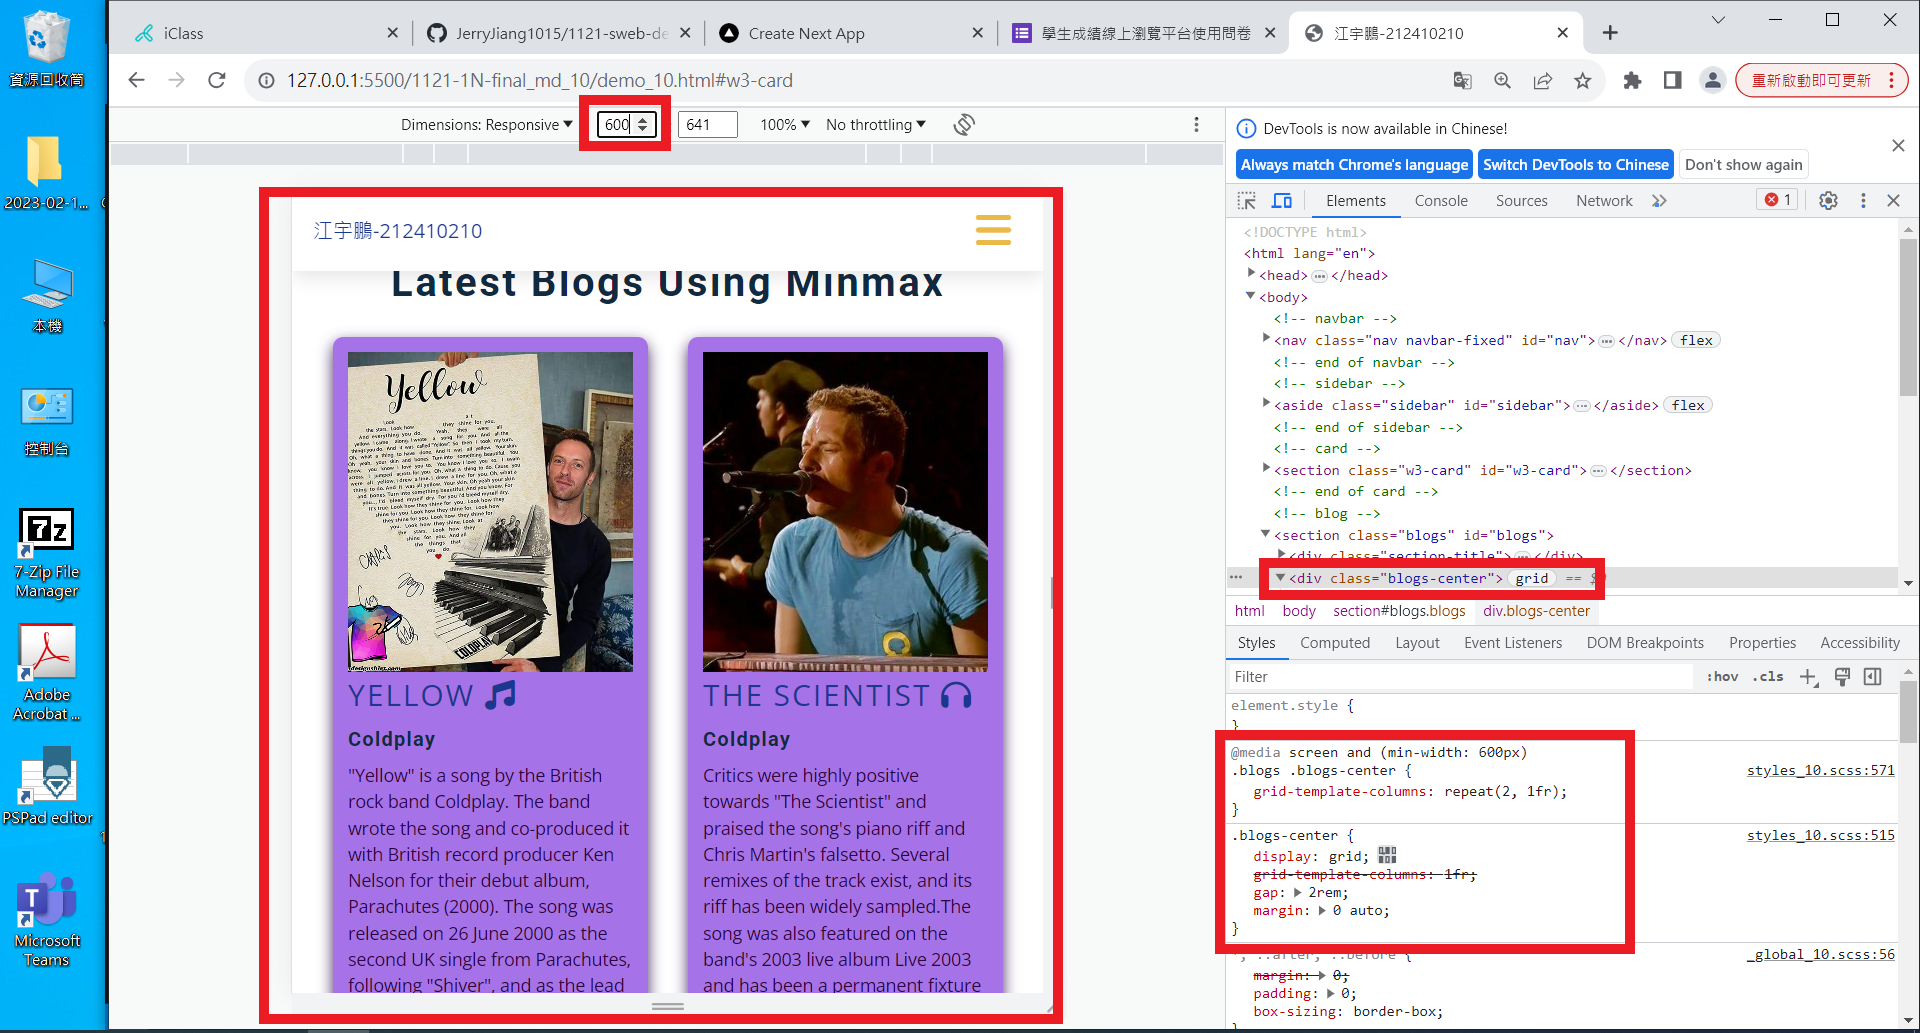 資源回收筒
2023-02-1...
本機
控制台
7-Zip File
Manager
Adobe
Acrobat ...
PSPad editor
Microsoft
Teams
iClass
JerryJiang1015/1121-sweb-de
Create Next App
學生成績線上瀏覽平台使用問卷
江宇鵬-212410210
127.0.0.1:5500/1121-1N-final_md_10/demo_10.html#w3-card
重新啟動即可更新
Dimensions: Responsive
600
641
100%
No throttling
江宇鵬-212410210
Latest Blogs Using Minmax
Yellow
COLDPLAY
YELLOW
Coldplay
"Yellow" is a song by the British
rock band Coldplay. The band
wrote the song and co-produced it
with British record producer Ken
Nelson for their debut album,
Parachutes (2000). The song was
released on 26 June 2000 as the
second UK single from Parachutes,
following "Shiver", and as the lead
THE SCIENTIST
Coldplay
Critics were highly positive
towards "The Scientist" and
praised the song's piano riff and
Chris Martin's falsetto. Several
remixes of the track exist, and its
riff has been widely sampled.The
song was also featured on the
band's 2003 live album Live 2003
and has been a permanent fixture
DevTools is now available in Chinese!
Always match Chrome's language
Switch DevTools to Chinese
Don't show again
Elements
Console
Sources
Network
1
<!DOCTYPE html>
<html lang="en">
<head> ... </head>
<body>
<!-- navbar -->
<nav class="nav navbar-fixed" id="nav"> ... </nav> flex
<!-- end of navbar -->
<!-- sidebar -->
<aside class="sidebar" id="sidebar"> ... </aside> flex
<!-- end of sidebar -->
<!-- card -->
<section class="w3-card" id="w3-card"> ... </section>
<!-- end of card -->
<!-- blog -->
<section class="blogs" id="blogs">
<div class="section-title"> ... </div>
<div class="blogs-center"> grid ==
html body section#blogs.blogs div.blogs-center
Styles Computed Layout Event Listeners DOM Breakpoints Properties Accessibility
Filter
:hov .cls
element.style {
}
@media screen and (min-width: 600px)
.blogs .blogs-center {
styles_10.scss:571
grid-template-columns: repeat(2, 1fr);
}
.blogs-center {
styles_10.scss:515
display: grid;
grid-template-columns: 1fr;
gap: 2rem;
margin: 0 auto;
}
*, ::after, ::before {
_global_10.scss:56
margin: 0;
padding: 0;
box-sizing: border-box;
}